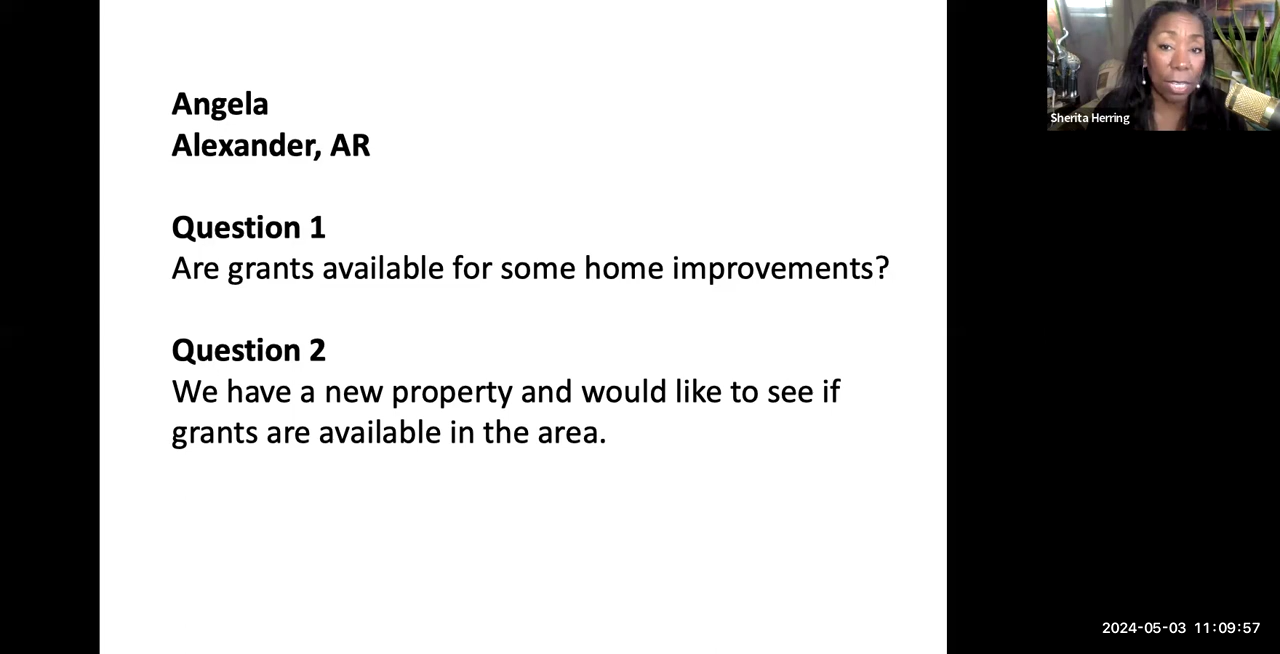 Angela
Alexander, AR
Question 1
Are grants available for some home improvements?
Question 2
We have a new property and would like to see if
grants are available in the area.
Sherita Herring
2024-05-03 11:09:57